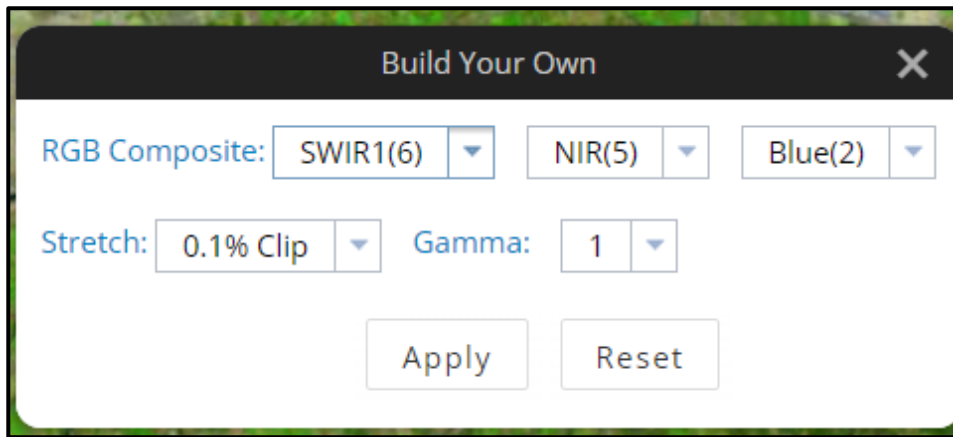 Build Your Own
RGB Composite: SWIR1(6) NIR(5) Blue(2)
Stretch: 0.1% Clip Gamma: 1
Apply Reset